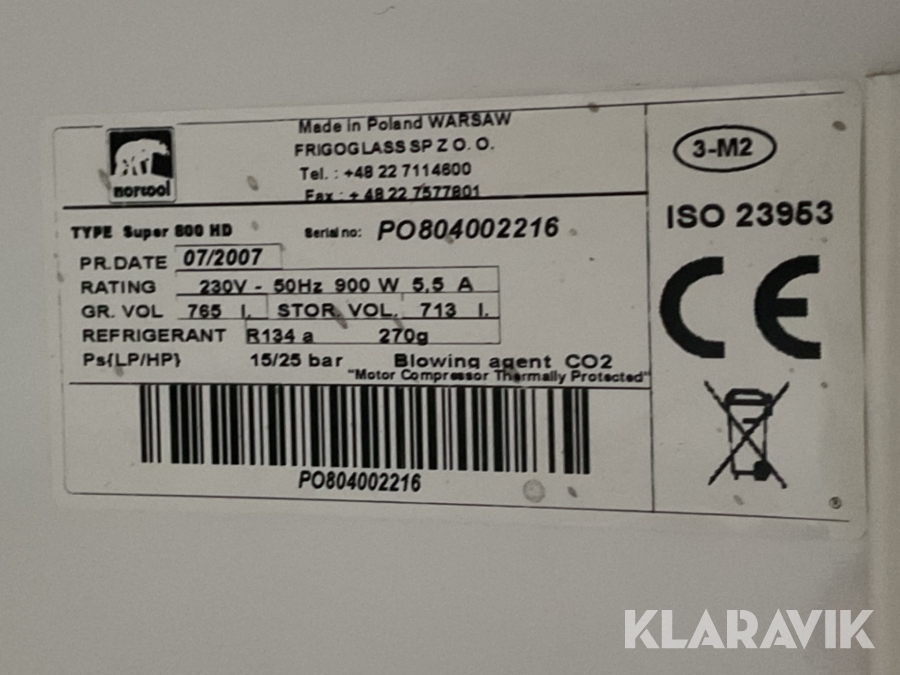 norcool
Made in Poland WARSAW
FRIGOGLASS SP Z O. O.
Tel. : +48 22 7114600
Fax : + 48 22 7577801
3-M2
TYPE Super 800 HD Serial no: PO804002216
ISO 23953
PR.DATE 07/2007
RATING 230V - 50Hz 900 W 5.5 A
GR. VOL 765 l. STOR. VOL. 713 l.
REFRIGERANT R134 a 270g
Ps{LP/HP} 15/25 bar Blowing agent CO2
"Motor Compressor Thermally Protected"
CE
PO804002216
®
KLARAVIK